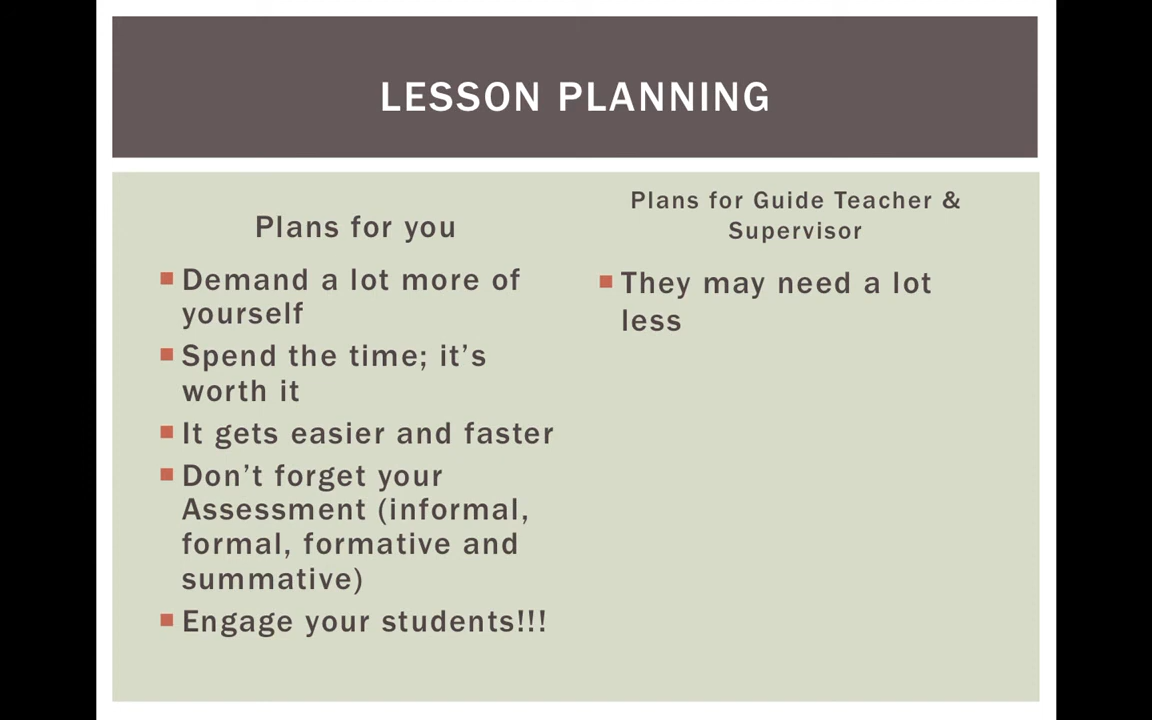 LESSON PLANNING
Plans for you
Demand a lot more of
yourself
Spend the time; it’s
worth it
It gets easier and faster
Don’t forget your
Assessment (informal,
formal, formative and
summative)
Engage your students!!!
Plans for Guide Teacher &
Supervisor
They may need a lot
less